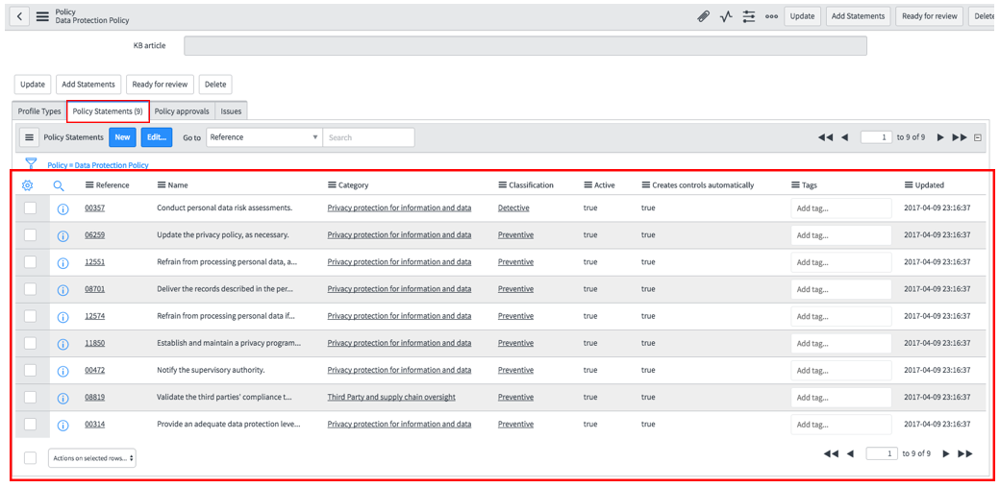 Policy
Data Protection Policy
Update Add Statements Ready for review Delete
KB article
Update Add Statements Ready for review Delete
Profile Types Policy Statements (9) Policy approvals Issues
Policy Statements New Edit... Go to Reference Search 1 to 9 of 9
Policy = Data Protection Policy
Reference Name Category Classification Active Creates controls automatically Tags Updated
00357 Conduct personal data risk assessments. Privacy protection for information and data Detective true true Add tag... 2017-04-09 23:16:37
06259 Update the privacy policy, as necessary. Privacy protection for information and data Preventive true true Add tag... 2017-04-09 23:16:37
12551 Refrain from processing personal data, a... Privacy protection for information and data Preventive true true Add tag... 2017-04-09 23:16:37
08701 Deliver the records described in the per... Privacy protection for information and data Preventive true true Add tag... 2017-04-09 23:16:37
12574 Refrain from processing personal data if... Privacy protection for information and data Preventive true true Add tag... 2017-04-09 23:16:37
11850 Establish and maintain a privacy program... Privacy protection for information and data Preventive true true Add tag... 2017-04-09 23:16:37
00472 Notify the supervisory authority. Privacy protection for information and data Preventive true true Add tag... 2017-04-09 23:16:37
08819 Validate the third parties' compliance t... Third Party and supply chain oversight Preventive true true Add tag... 2017-04-09 23:16:37
00314 Provide an adequate data protection leve... Privacy protection for information and data Preventive true true Add tag... 2017-04-09 23:16:37
Actions on selected rows... 1 to 9 of 9